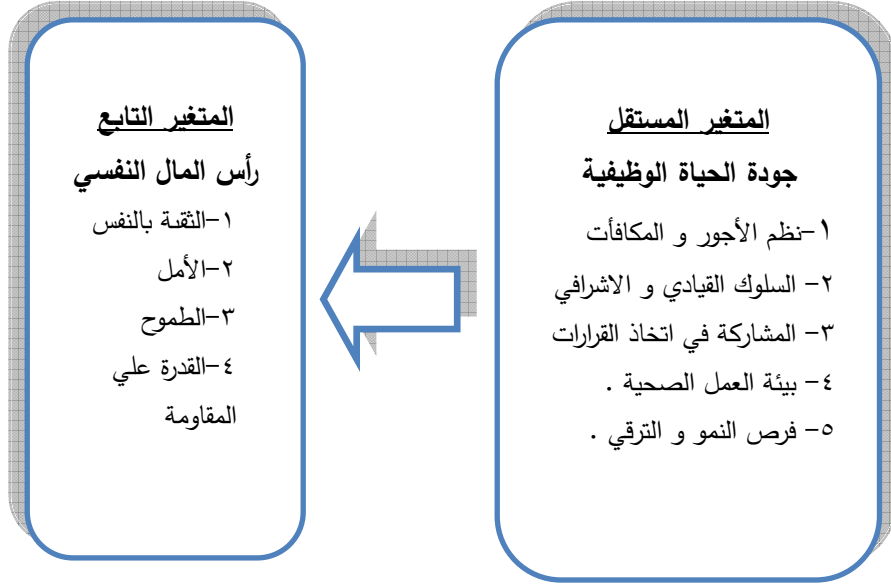 المتغير المستقل
جودة الحياة الوظيفية
١-نظم الأجور و المكافأت
٢- السلوك القيادي و الاشرافي
٣- المشاركة في اتخاذ القرارات
٤- بيئة العمل الصحية .
٥- فرص النمو و الترقي .
المتغير التابع
رأس المال النفسي
١-الثقة بالنفس
٢-الأمل
٣-الطموح
٤-القدرة علي
المقاومة